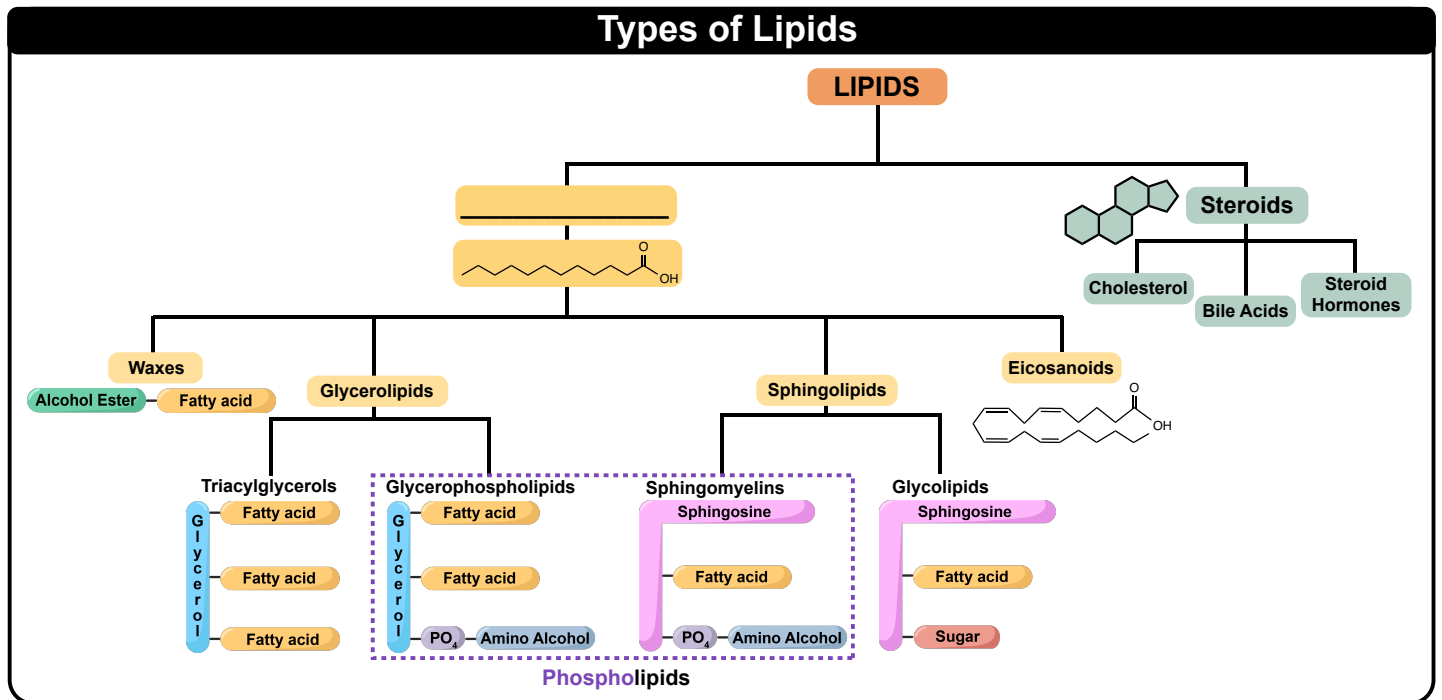 Types of Lipids
LIPIDS
Steroids
O
OH
Cholesterol
Bile Acids
Steroid
Hormones
Waxes
Alcohol Ester
Fatty acid
Glycerolipids
Sphingolipids
Eicosanoids
O
OH
Triacylglycerols
Glycerol
Fatty acid
Fatty acid
Fatty acid
Glycerophospholipids
Glycerol
Fatty acid
Fatty acid
PO4
Amino Alcohol
Sphingomyelins
Sphingosine
Fatty acid
PO4
Amino Alcohol
Glycolipids
Sphingosine
Fatty acid
Sugar
Phospholipids